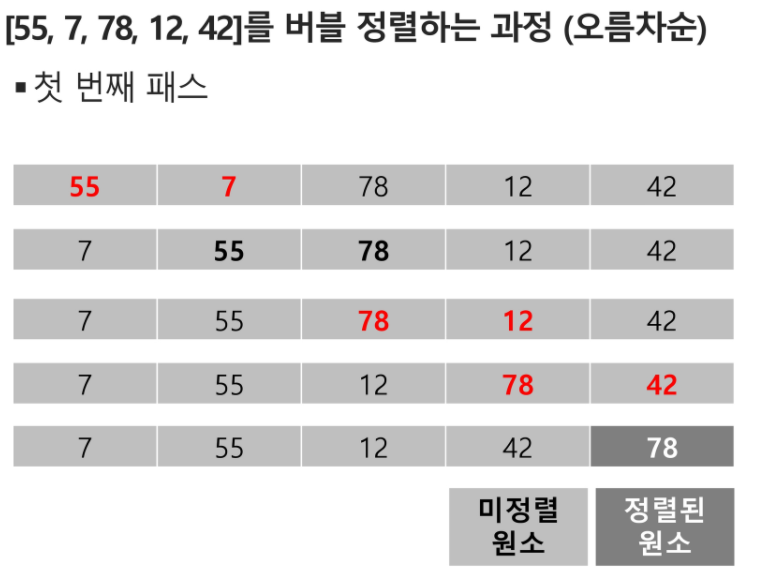 [55, 7, 78, 12, 42]를 버블 정렬하는 과정 (오름차순)
▪첫 번째 패스
55 7 78 12 42
7 55 78 12 42
7 55 78 12 42
7 55 12 78 42
7 55 12 42 78
미정렬
원소
정렬된
원소